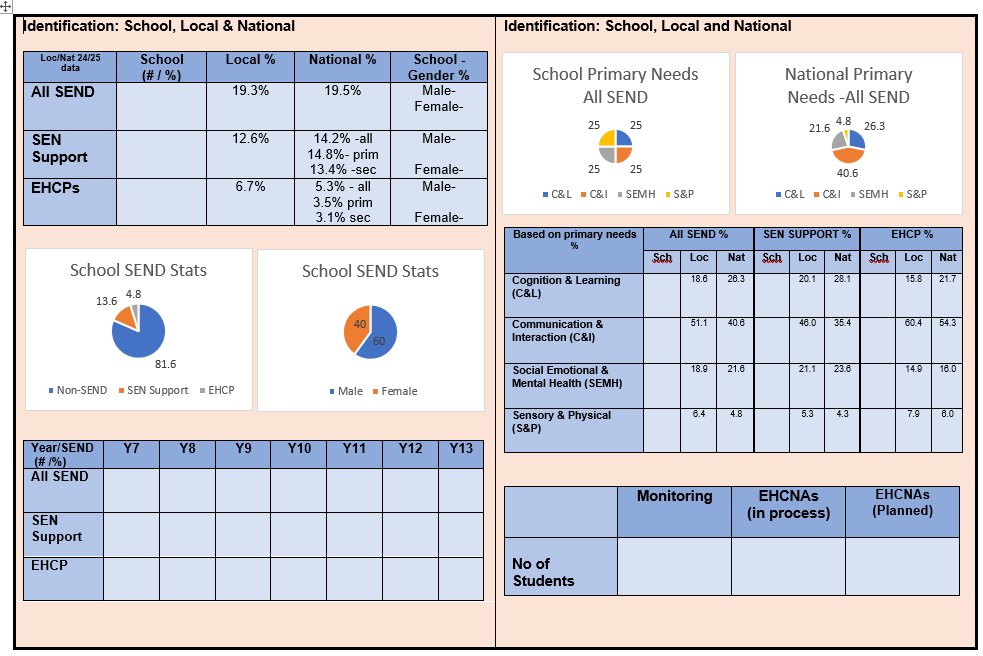 Identification: School, Local & National
Loc/Nat 24/25 data School (# / %) Local % National % School - Gender %
All SEND 19.3% 19.5% Male- Female-
SEN Support 12.6% 14.2% -all 14.8%- prim 13.4% -sec Male- Female-
EHCPs 6.7% 5.3% - all 3.5% prim 3.1% sec Male- Female-
School SEND Stats
13.6 4.8
81.6
Non-SEND SEN Support EHCP
School SEND Stats
40
60
Male Female
Year/SEND (# /%) Y7 Y8 Y9 Y10 Y11 Y12 Y13
All SEND
SEN Support
EHCP
Identification: School, Local and National
School Primary Needs
All SEND
25 25
25 25
C&L C&I SEMH S&P
National Primary
Needs -All SEND
21.6 4.8 26.3
40.6
C&L C&I SEMH S&P
Based on primary needs % All SEND % SEN SUPPORT % EHCP %
Sch Loc Nat Sch Loc Nat Sch Loc Nat
Cognition & Learning (C&L) 18.6 26.3 20.1 28.1 15.8 21.7
Communication & Interaction (C&I) 51.1 40.6 46.0 35.4 60.4 54.3
Social Emotional & Mental Health (SEMH) 18.9 21.6 21.1 23.6 14.9 16.0
Sensory & Physical (S&P) 6.4 4.8 5.3 4.3 7.9 6.0
Monitoring EHCNAs (in process) EHCNAs (Planned)
No of Students